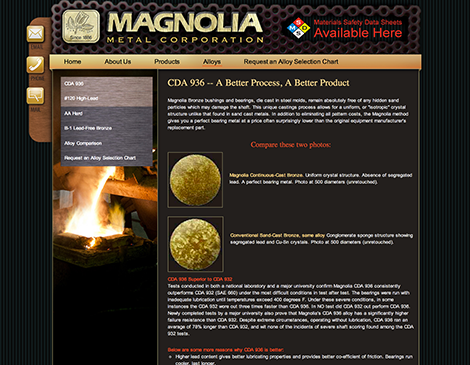 EMAIL
PHONE
MAIL
Since 1886
MAGNOLIA
METAL CORPORATION
Materials Safety Data Sheets
Available Here
Home About Us Products Alloys Request an Alloy Selection Chart
CDA 936
#120 High-Lead
AA Hard
B-1 Lead-Free Bronze
Alloy Comparison
Request an Alloy Selection Chart
CDA 936 -- A Better Process, A Better Product
Magnolia Bronze bushings and bearings, die cast in steel molds, remain absolutely free of any hidden sand
particles which may damage the shaft. This unique castings process allows for a uniform, or "isotropic" crystal
structure unlike that found in sand cast metals. In addition to eliminating all pattern costs, the Magnolia method
gives you a perfect bearing metal at a price often surprisingly lower than the original equipment manufacturer's
replacement part.
Compare these two photos:
Magnolia Continuous-Cast Bronze. Uniform crystal structure. Absence of segregated
lead. A perfect bearing metal. Photo at 500 diameters (unretouched).
Conventional Sand-Cast Bronze, same alloy Conglomerate sponge structure showing
segregated lead and Cu-Sn crystals. Photo at 500 diameters (unretouched).
CDA 936 Superior to CDA 932
Tests conducted in both a national laboratory and a major university confirm Magnolia CDA 936 consistently
outperforms CDA 932 (SAE 660) under the most difficult conditions in test after test. The bearings were run with
inadequate lubrication until temperatures exceed 400 degrees F. Under these severe conditions, in some
instances the CDA 932 wore out three times faster than CDA 936. In NO test did CDA 932 out perform CDA 936.
Newly completed tests by a major university also prove that Magnolia's CDA 936 alloy has a significantly higher
failure resistance than CDA 932. Despite extreme circumstances, operating without lubrication, CDA 936 ran an
average of 78% longer than CDA 932, and wit none of the incidents of severe shaft scoring found among the CDA
932 tests.
Below are some more reasons why CDA 936 is better:
Higher lead content gives better lubricating properties and provides better co-efficient of friction. Bearings run
cooler, last longer.